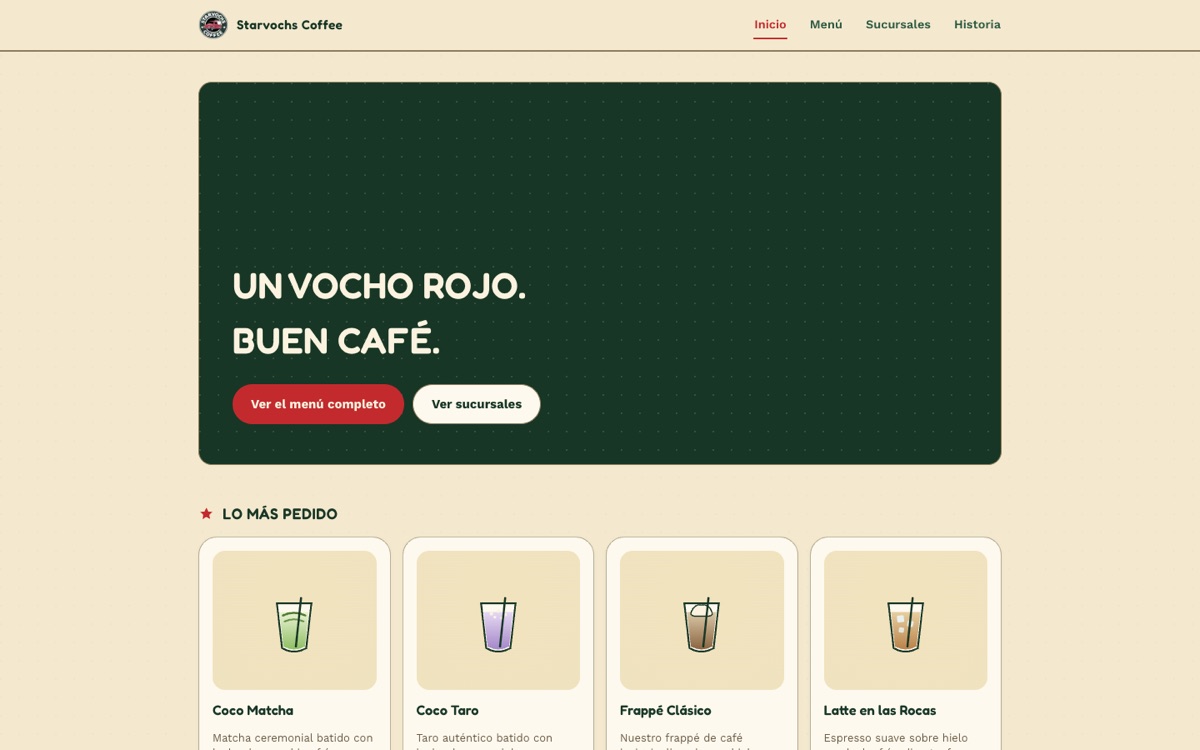 STARVOCHS
COFFEE
Starvochs Coffee
Inicio
Menú
Sucursales
Historia
UN VOCHO ROJO.
BUEN CAFÉ.
Ver el menú completo
Ver sucursales
LO MÁS PEDIDO
Coco Matcha
Coco Taro
Frappé Clásico
Latte en las Rocas
Matcha ceremonial batido con
Taro auténtico batido con
Nuestro frappé de café
Espresso suave sobre hielo